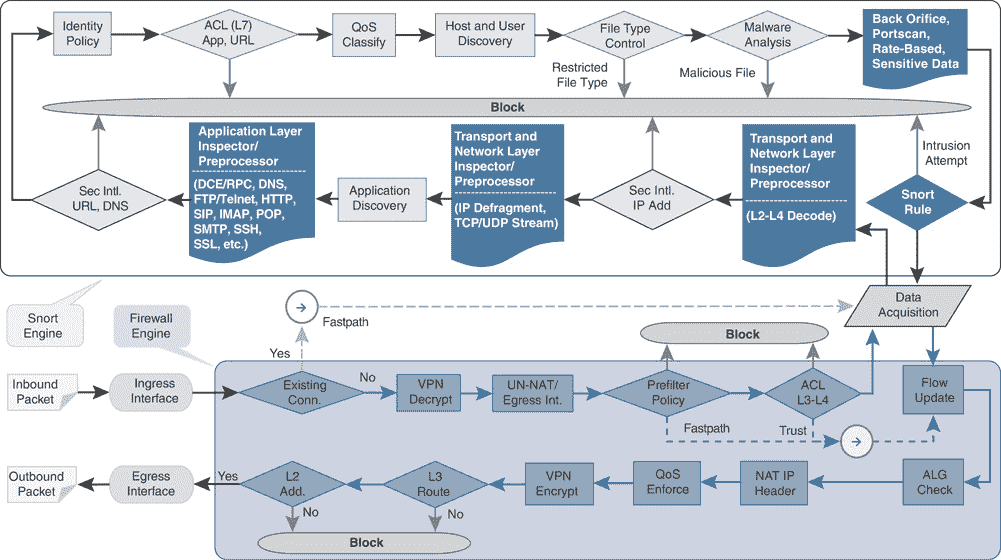 Identity
Policy
ACL (L7)
App, URL
QoS
Classify
Host and User
Discovery
File Type
Control
Malware
Analysis
Back Orifice,
Portscan,
Rate-Based,
Sensitive Data
Restricted
File Type
Malicious File
Block
Sec Intl.
URL, DNS
Application Layer
Inspector/
Preprocessor
(DCE/RPC, DNS,
FTP/Telnet, HTTP,
SIP, IMAP, POP,
SMTP, SSH,
SSL, etc.)
Application
Discovery
Transport and
Network Layer
Inspector/
Preprocessor
(IP Defragment,
TCP/UDP Stream)
Sec Intl.
IP Add
Transport and
Network Layer
Inspector/
Preprocessor
(L2-L4 Decode)
Intrusion
Attempt
Snort
Rule
Snort
Engine
Firewall
Engine
Fastpath
Yes
Data
Acquisition
Block
Inbound
Packet
Ingress
Interface
Existing
Conn.
No
VPN
Decrypt
UN-NAT/
Egress Int.
Prefilter
Policy
ACL
L3-L4
Flow
Update
Fastpath
Trust
Outbound
Packet
Egress
Interface
Yes
L2
Add.
L3
Route
VPN
Encrypt
QoS
Enforce
NAT IP
Header
ALG
Check
No
No
Block